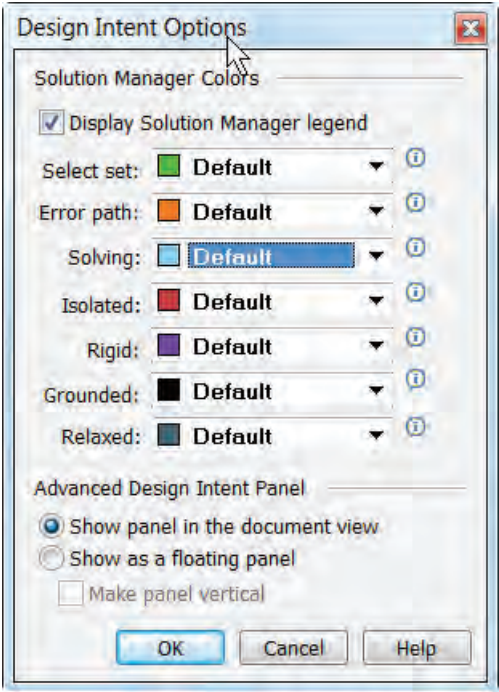 Design Intent Options
Solution Manager Colors
Display Solution Manager legend
Select set: Default
Error path: Default
Solving: Default
Isolated: Default
Rigid: Default
Grounded: Default
Relaxed: Default
Advanced Design Intent Panel
Show panel in the document view
Show as a floating panel
Make panel vertical
OK Cancel Help